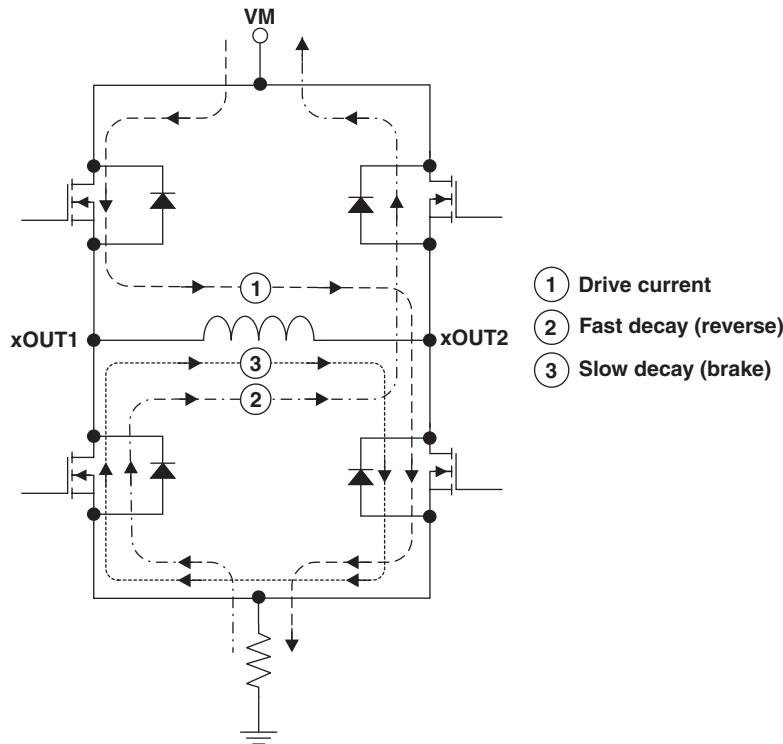 VM
1
xOUT1
xOUT2
3
2
1 Drive current
2 Fast decay (reverse)
3 Slow decay (brake)